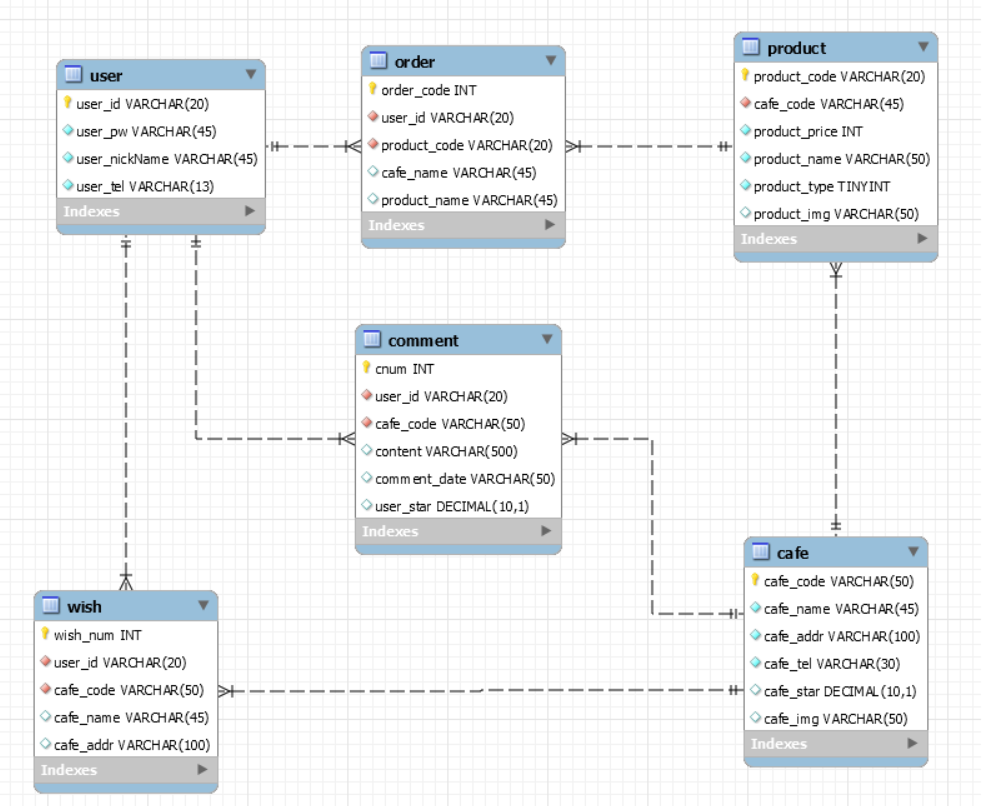 user
user_id VARCHAR(20)
user_pw VARCHAR(45)
user_nickName VARCHAR(45)
user_tel VARCHAR(13)
Indexes
order
order_code INT
user_id VARCHAR(20)
product_code VARCHAR(20)
cafe_name VARCHAR(45)
product_name VARCHAR(45)
Indexes
product
product_code VARCHAR(20)
cafe_code VARCHAR(45)
product_price INT
product_name VARCHAR(50)
product_type TINYINT
product_img VARCHAR(50)
Indexes
comment
cnum INT
user_id VARCHAR(20)
cafe_code VARCHAR(50)
content VARCHAR(500)
comment_date VARCHAR(50)
user_star DECIMAL(10,1)
Indexes
wish
wish_num INT
user_id VARCHAR(20)
cafe_code VARCHAR(50)
cafe_name VARCHAR(45)
cafe_addr VARCHAR(100)
Indexes
cafe
cafe_code VARCHAR(50)
cafe_name VARCHAR(45)
cafe_addr VARCHAR(100)
cafe_tel VARCHAR(30)
cafe_star DECIMAL(10,1)
cafe_img VARCHAR(50)
Indexes